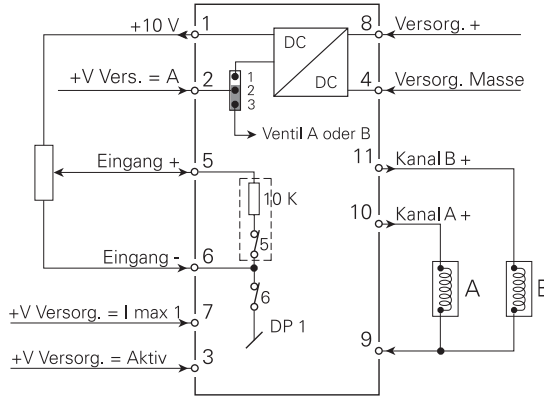 +10 V 1
DC
DC
8 Versorg. +
+V Vers. = A 2
1
2
3
4 Versorg. Masse
Ventil A oder B
Eingang + 5
10 K
5
11 Kanal B +
10 Kanal A +
Eingang - 6
6
A
B
+V Versorg. = I max 1 7
DP 1
9
+V Versorg. = Aktiv 3